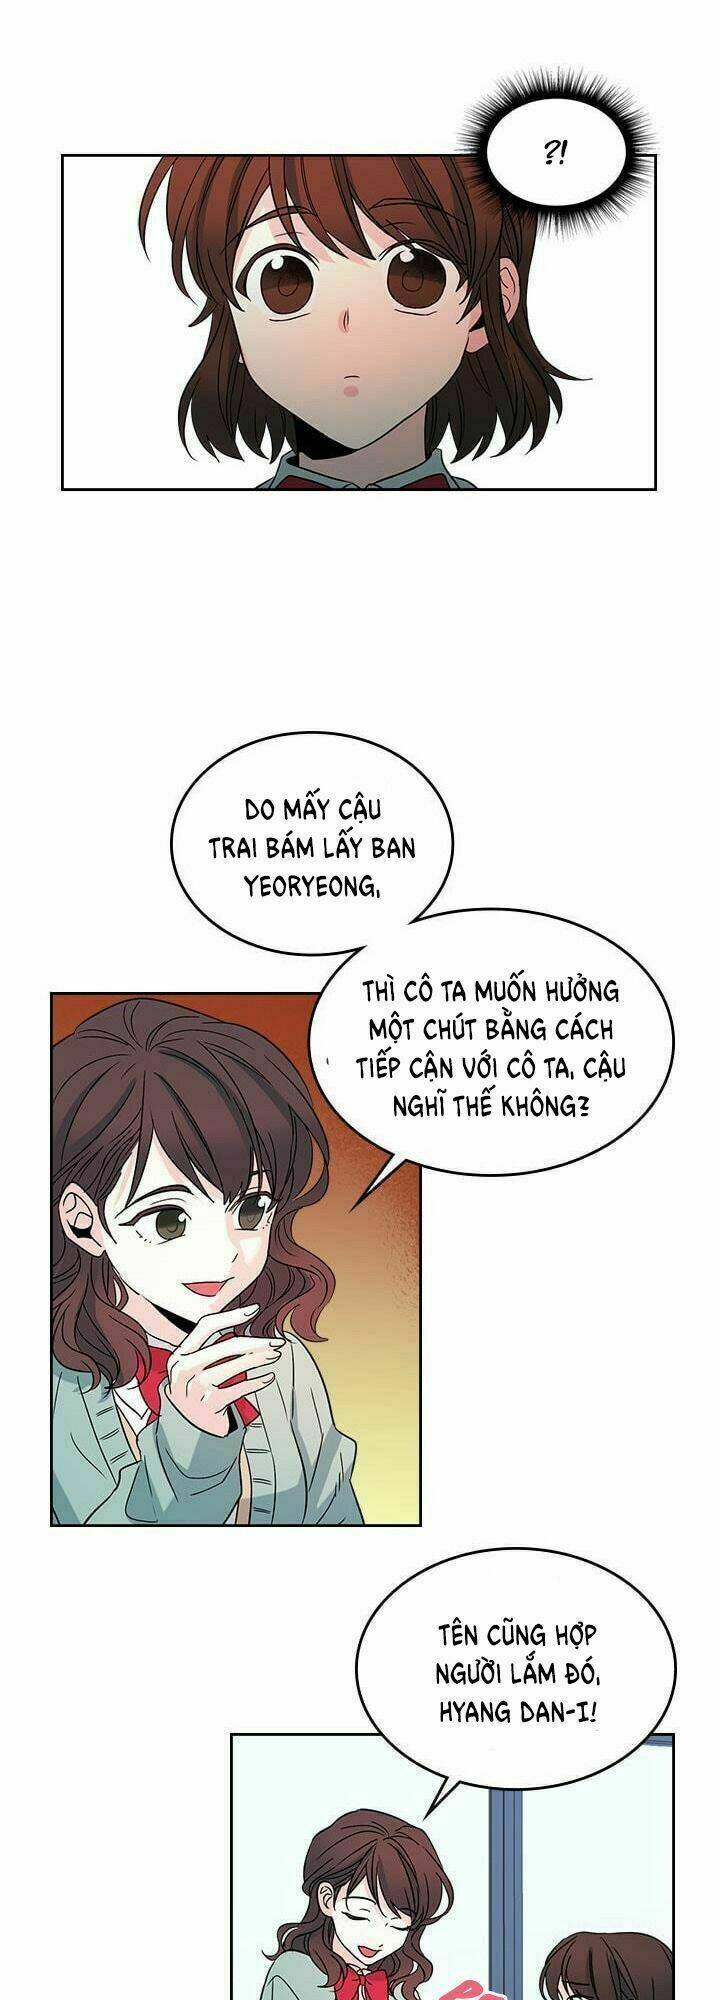 ?!
DO MẤY CẬU
TRAI BÁM LẤY BAN
YEORYEONG,
THÌ CÔ TA MUỐN HƯỞNG
MỘT CHÚT BẰNG CÁCH
TIẾP CẬN VỚI CÔ TA, CẬU
NGHĨ THẾ KHÔNG?
TÊN CŨNG HỢP
NGƯỜI LẮM ĐÓ,
HYANG DAN-I!